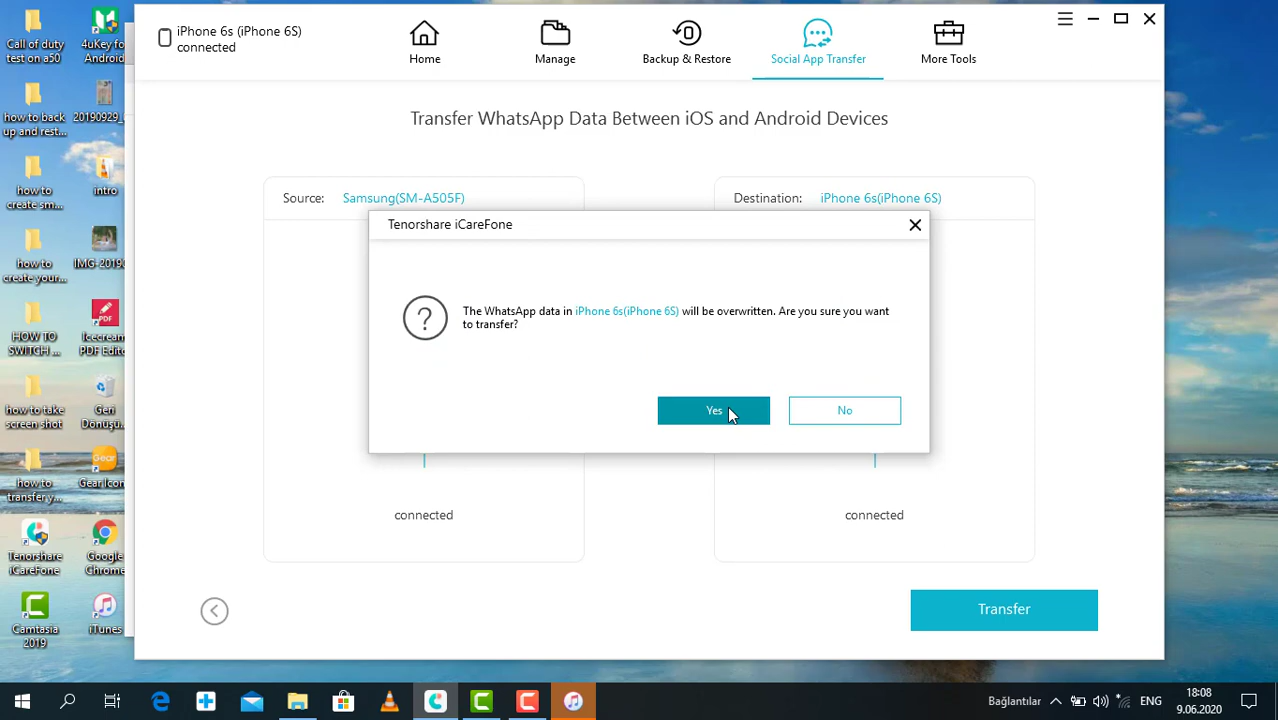 iPhone 6s (iPhone 6S)
connected
Home
Manage
Backup & Restore
Social App Transfer
More Tools
Transfer WhatsApp Data Between iOS and Android Devices
Source: Samsung(SM-A505F)
Destination: iPhone 6s(iPhone 6S)
Tenorshare iCareFone
The WhatsApp data in iPhone 6s(iPhone 6S) will be overwritten. Are you sure you want
to transfer?
Yes
No
connected
connected
Transfer
Call of duty
test on a50
4uKey for
Android
how to back
up and rest...
20190929_
how to
create sm...
intro
how to
create your...
IMG-2019
HOW TO
SWITCH ...
Icecream
PDF Edito
how to take
screen shot
Geri
Dönüşü
how to
transfer y...
Gear Icon
Tenorshare
iCareFone
Google
Chrome
Camtasia
2019
iTunes
Bağlantılar
ENG
18:08
9.06.2020